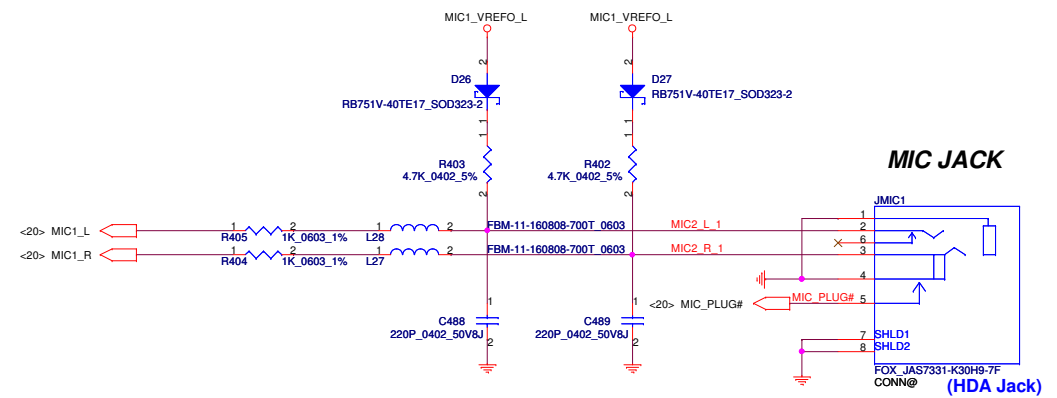 MIC1_VREFO_L
MIC1_VREFO_L
2
2
D26
RB751V-40TE17_SOD323-2
D27
RB751V-40TE17_SOD323-2
1
1
1
1
R403
4.7K_0402_5%
R402
4.7K_0402_5%
2
2
MIC JACK
JMIC1
<20> MIC1_L
1
R405
2
1K_0603_1%
1
L28
2
FBM-11-160808-700T_0603
MIC2_L_1
<20> MIC1_R
1
R404
2
1K_0603_1%
1
L27
2
FBM-11-160808-700T_0603
MIC2_R_1
1
2
6
3
4
5
<20> MIC_PLUG#
MIC_PLUG#
1
C488
220P_0402_50V8J
2
1
C489
220P_0402_50V8J
2
7 SHLD1
8 SHLD2
FOX_JAS7331-K30H9-7F
CONN@
(HDA Jack)